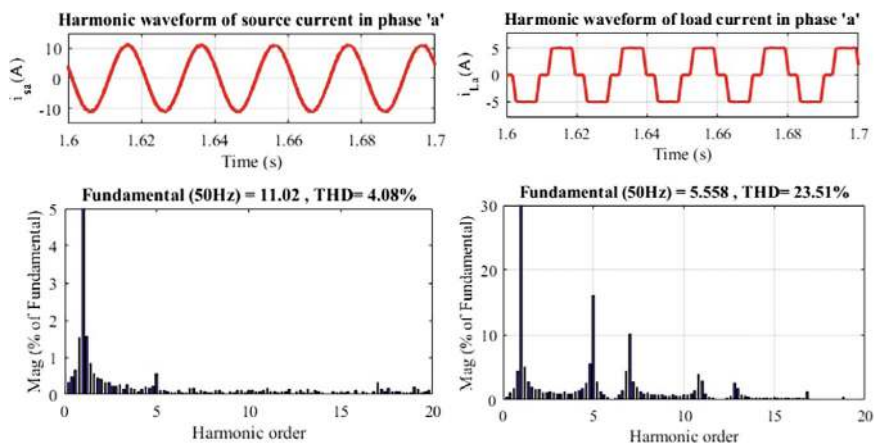 Harmonic waveform of source current in phase 'a'
i sa (A)
10
0
-10
1.6 1.62 1.64 1.66 1.68 1.7
Time (s)
Harmonic waveform of load current in phase 'a'
i La (A)
5
0
-5
1.6 1.62 1.64 1.66 1.68 1.7
Time (s)
Fundamental (50Hz) = 11.02 , THD= 4.08%
Mag (% of Fundamental)
5
4
3
2
1
0
0 5 10 15 20
Harmonic order
Fundamental (50Hz) = 5.558 , THD= 23.51%
Mag (% of Fundamental)
30
20
10
0
0 5 10 15 20
Harmonic order